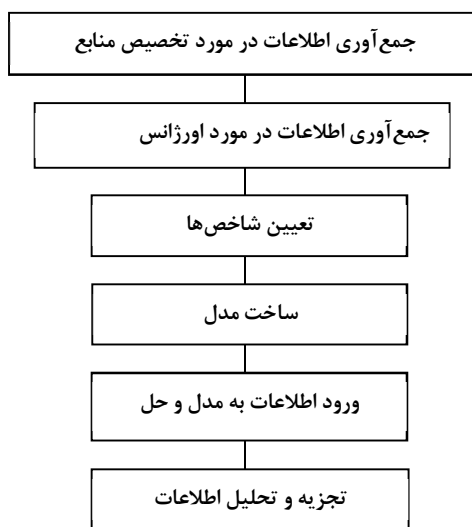 جمع‌آوری اطلاعات در مورد تخصیص منابع
جمع‌آوری اطلاعات در مورد اورژانس
تعیین شاخص‌ها
ساخت مدل
ورود اطلاعات به مدل و حل
تجزیه و تحلیل اطلاعات